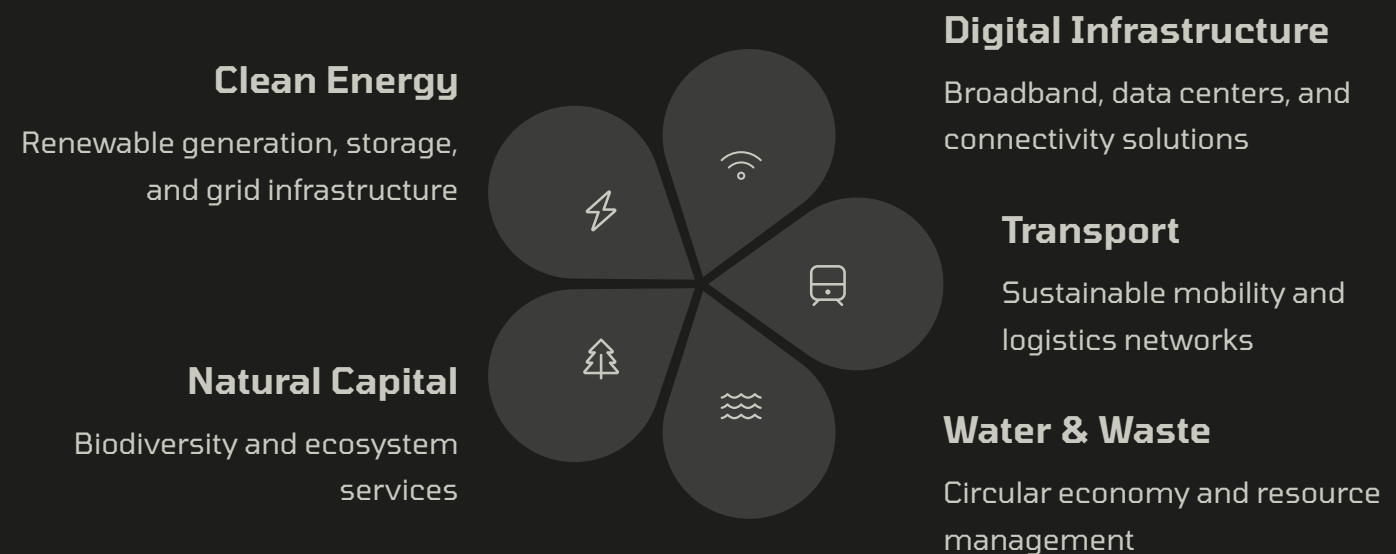 Clean Energy
Renewable generation, storage,
and grid infrastructure
Natural Capital
Biodiversity and ecosystem
services
Digital Infrastructure
Broadband, data centers, and
connectivity solutions
Transport
Sustainable mobility and
logistics networks
Water & Waste
Circular economy and resource
management